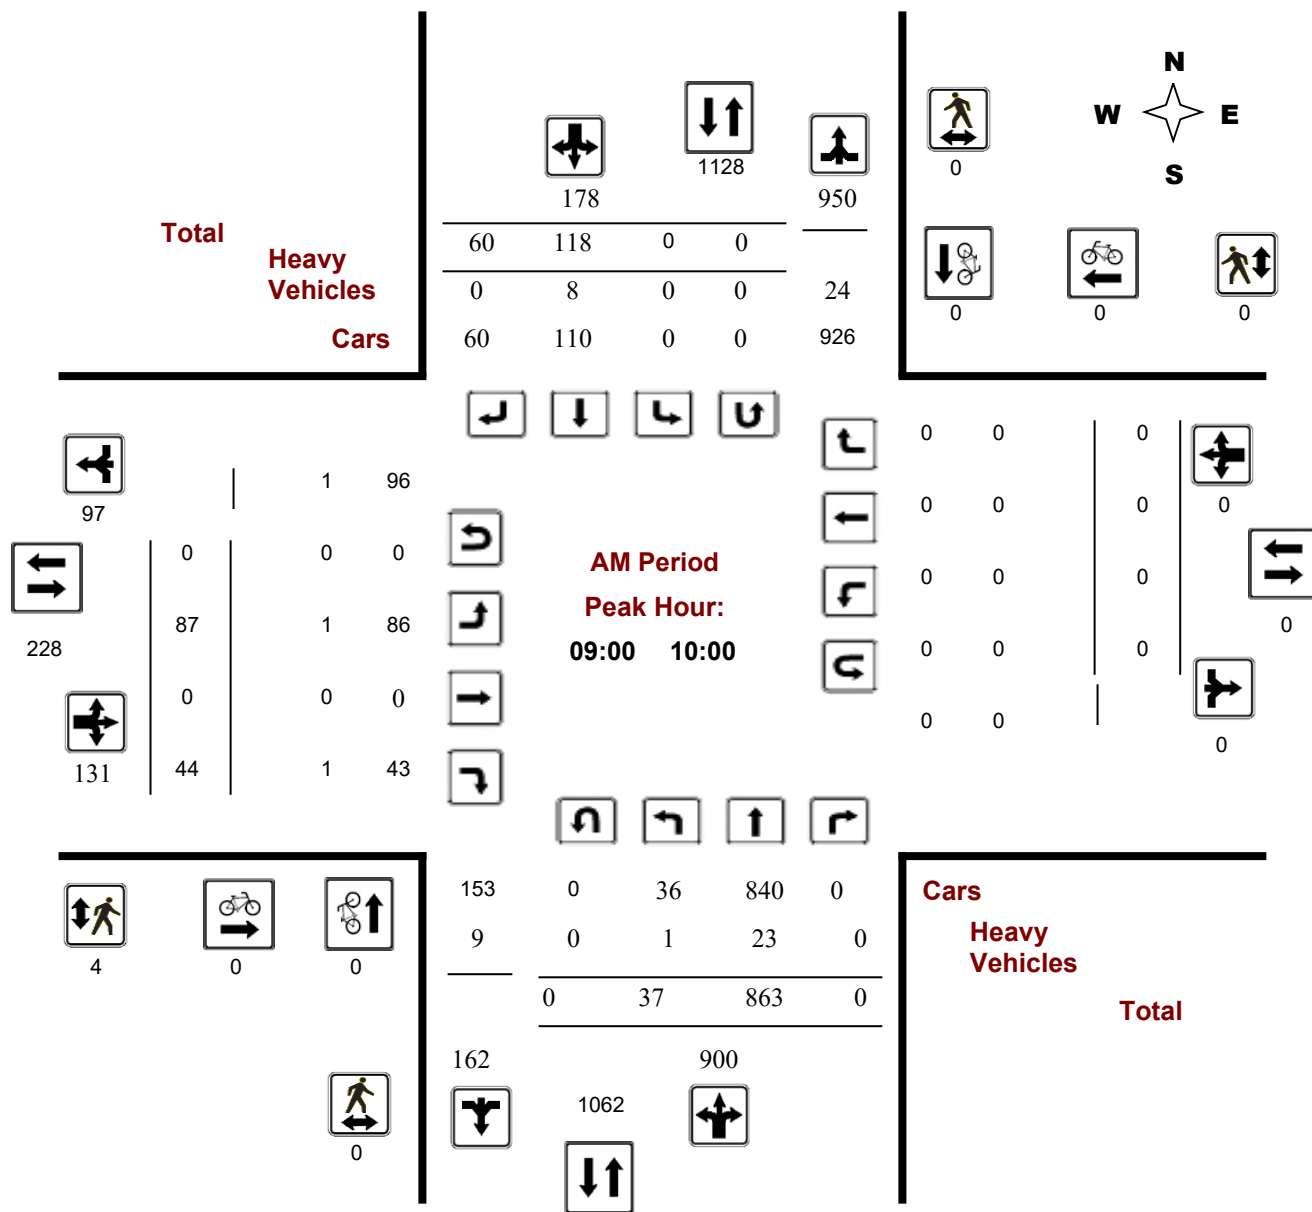 N
W E
S
1128
0
178 950
Total 60 118 0 0
Heavy
Vehicles 0 8 0 0 24
Cars 60 110 0 0 926
0 0 0
0 0 0
1 96
97
0 0 0 0
0 0 0
0 0 0
AM Period
0 0 0
87 1 86
Peak Hour:
0
228
09:00 10:00
0 0 0
0 0 0
0 0
0
131 44 1 43
153 0 36 840 0
Cars
9 0 1 23 0
Heavy
Vehicles
4 0 0
0 37 863 0
Total
162 900
1062
0